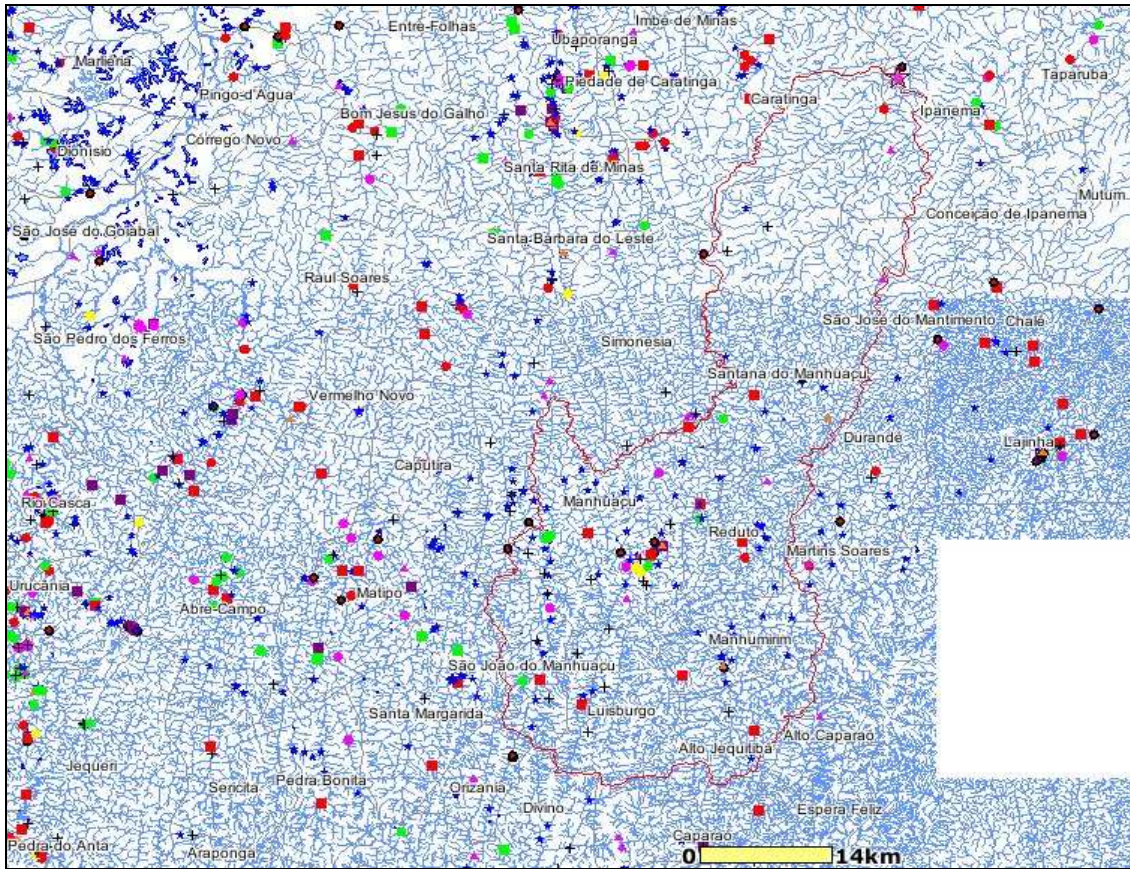 Entre-Folhas
Imbé de Minas
Ubaporanga
Marliéria
Piedade de Caratinga
Taparuba
Pingo-d'Água
Caratinga
Bom Jesus do Galho
Ipanema
Córrego Novo
Dionísio
Santa Rita de Minas
Mutum
Conceição de Ipanema
São José do Goiabal
Santa Bárbara do Leste
Raul Soares
São José do Mantimento
Chalé
São Pedro dos Ferros
Simonésia
Santana do Manhuaçu
Vermelho Novo
Durandé
Lajinha
Caputira
Rio Casca
Manhuaçu
Reduto
Martins Soares
Urucânia
Abre-Campo
Matipó
Manhumirim
São João do Manhuaçu
Santa Margarida
Luisburgo
Alto Caparaó
Alto Jequitibá
Jequeri
Sericita
Pedra Bonita
Orizânia
Divino
Espera Feliz
Caparaó
Pedra do Anta
Araponga
0 14km